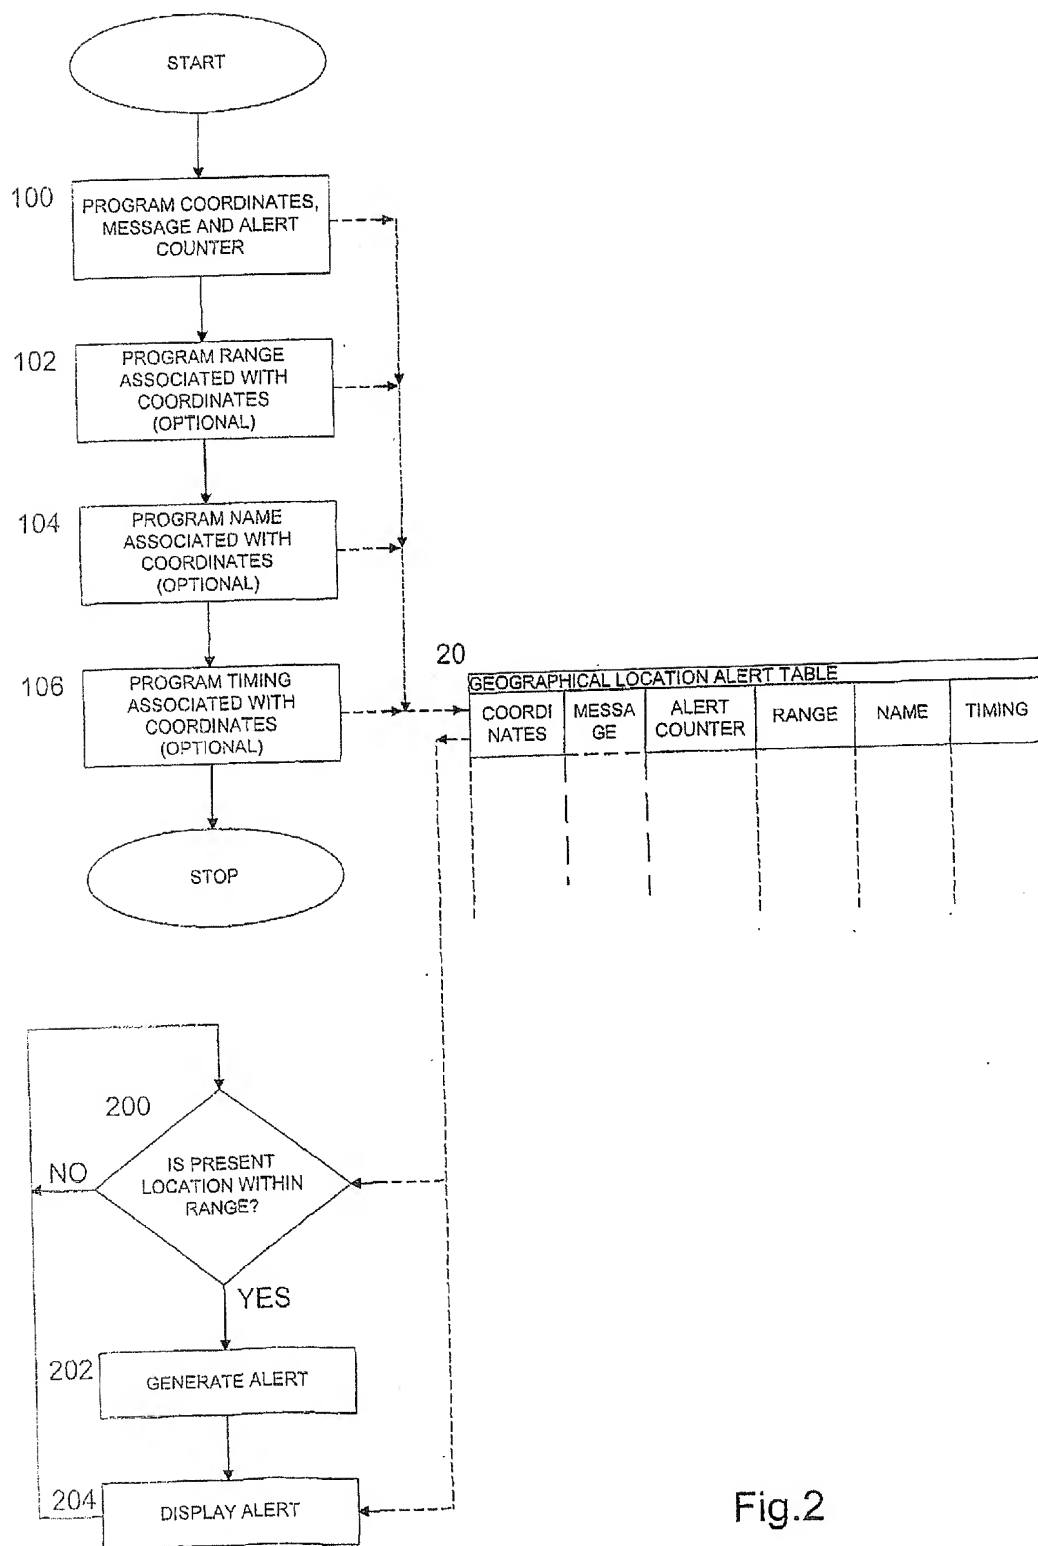 START
100
PROGRAM COORDINATES,
MESSAGE AND ALERT
COUNTER
102
PROGRAM RANGE
ASSOCIATED WITH
COORDINATES
(OPTIONAL)
104
PROGRAM NAME
ASSOCIATED WITH
COORDINATES
(OPTIONAL)
106
PROGRAM TIMING
ASSOCIATED WITH
COORDINATES
(OPTIONAL)
STOP
20
GEOGRAPHICAL LOCATION ALERT TABLE
COORDI
NATES
MESSA
GE
ALERT
COUNTER
RANGE
NAME
TIMING
200
IS PRESENT
LOCATION WITHIN
RANGE?
NO
YES
202
GENERATE ALERT
204
DISPLAY ALERT
Fig.2